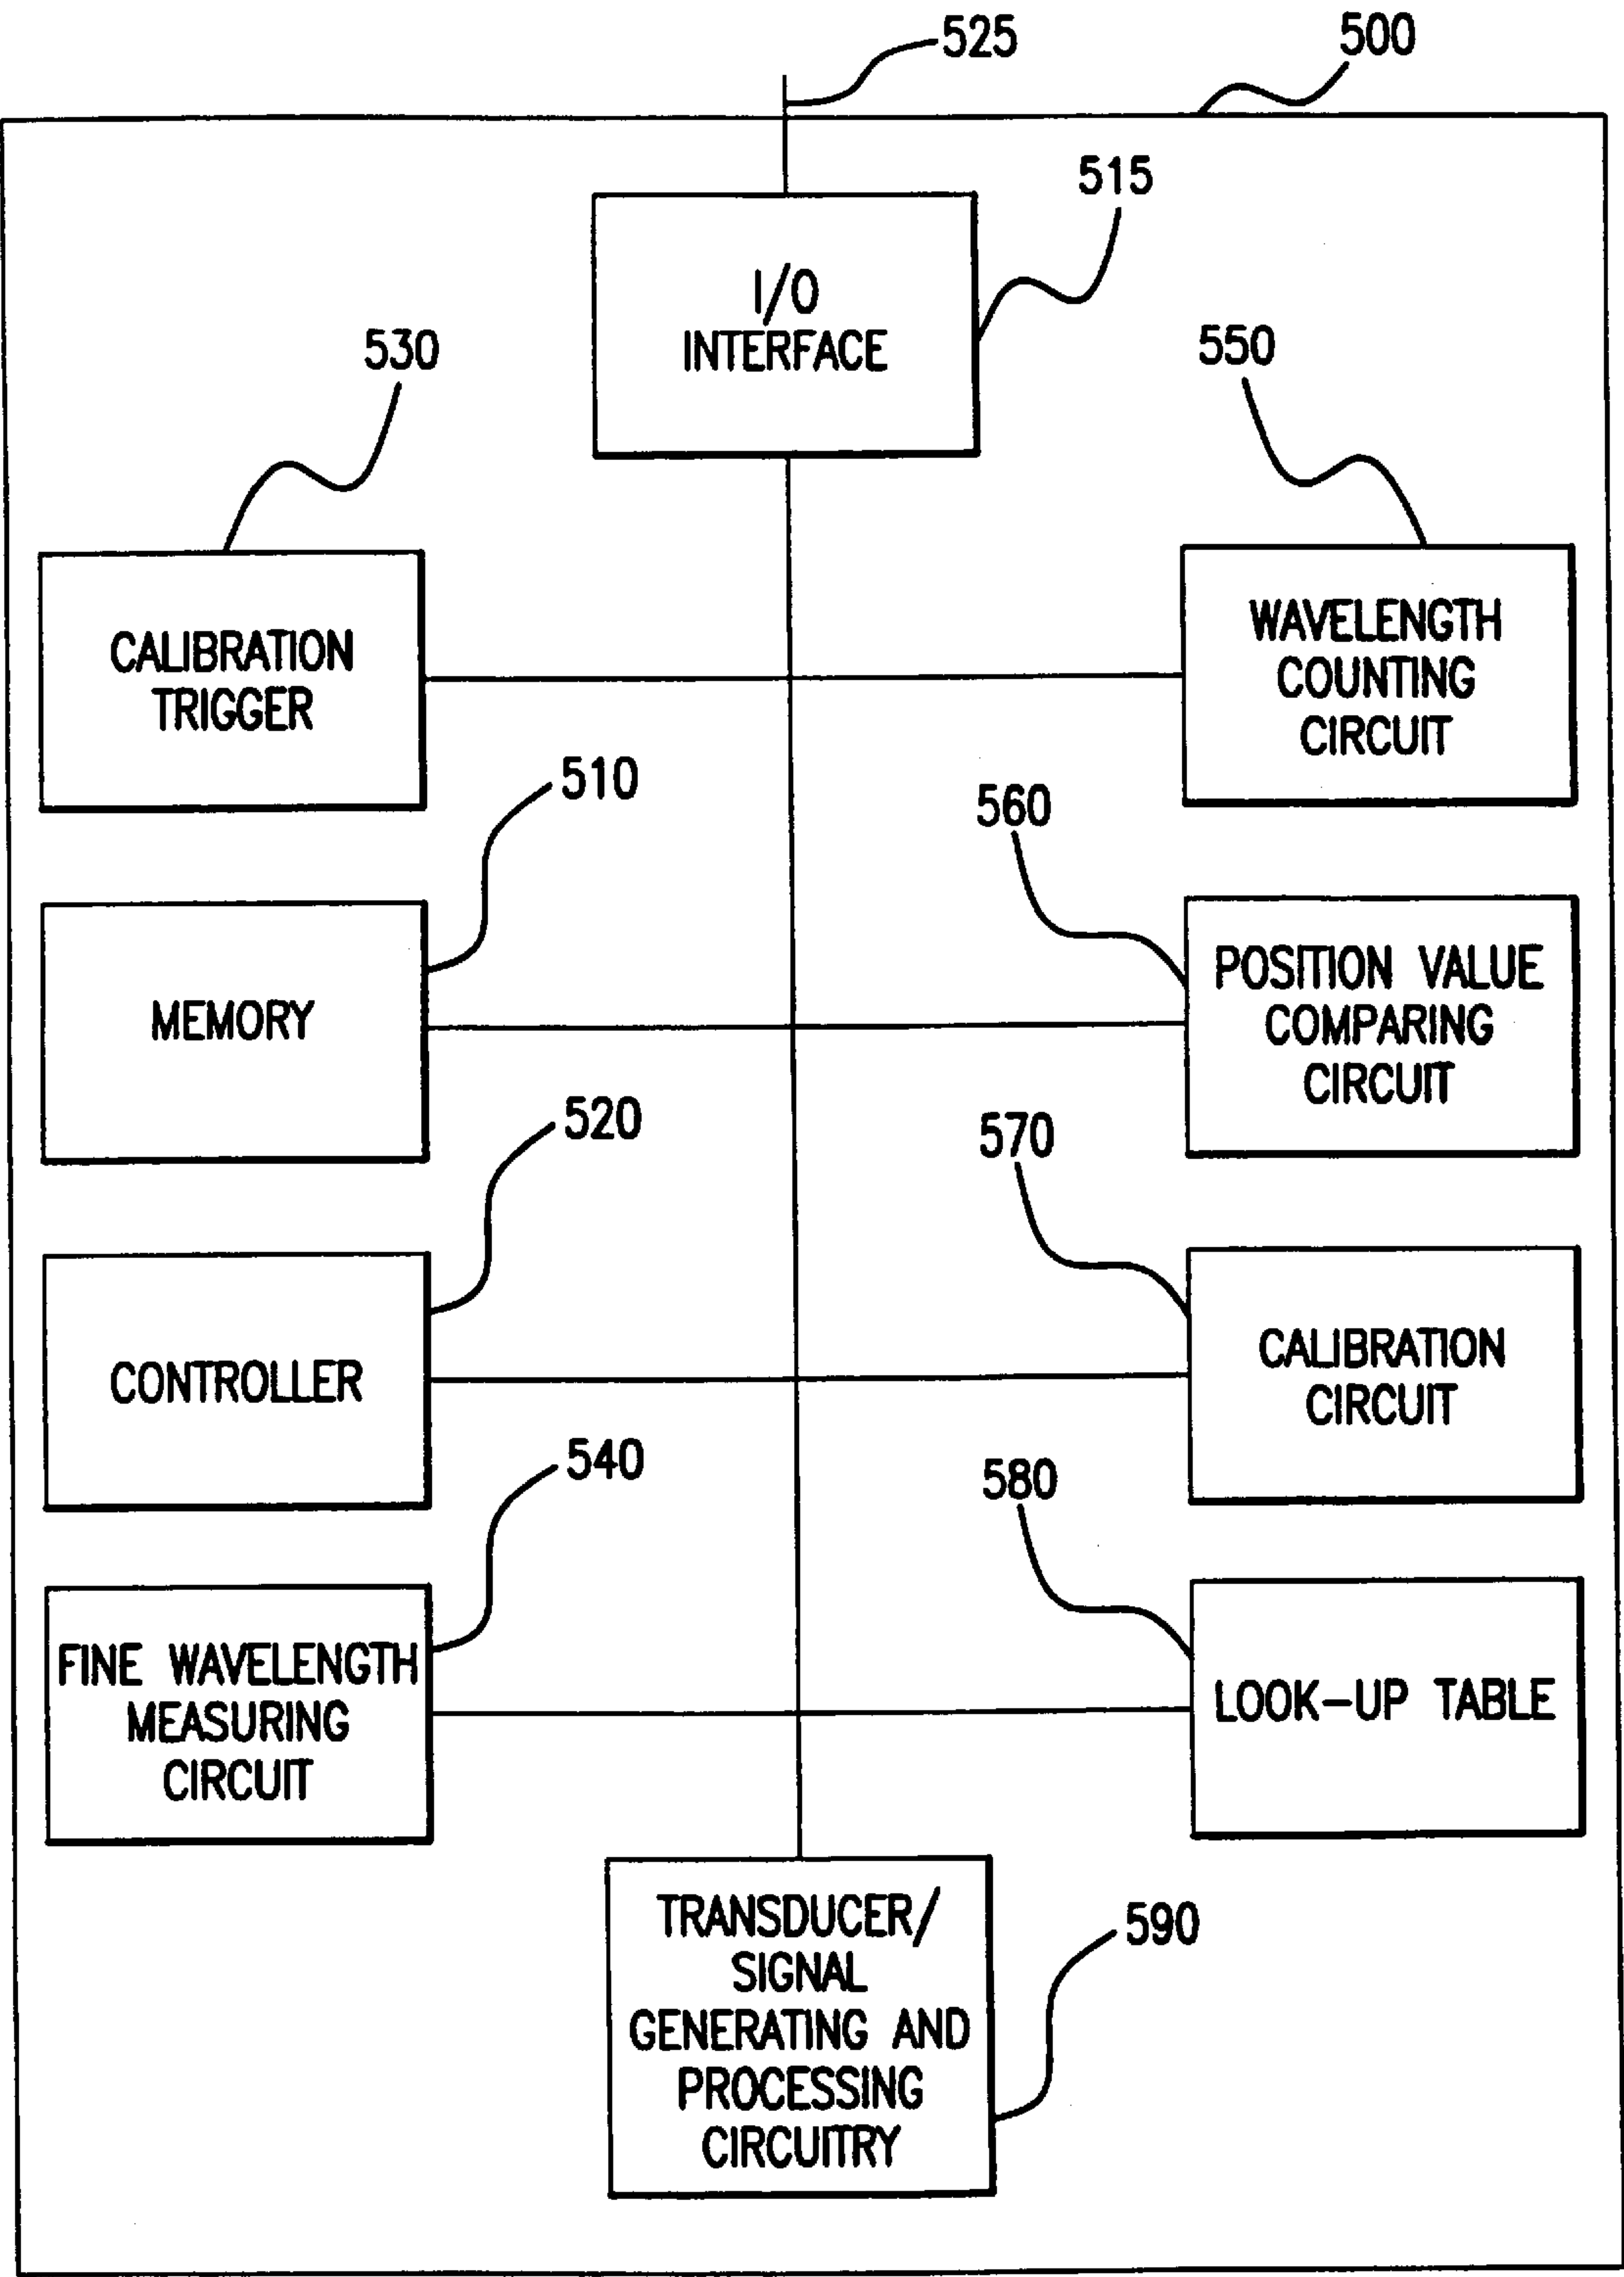 525
500
515
I/O
INTERFACE
530
550
CALIBRATION
TRIGGER
WAVELENGTH
COUNTING
CIRCUIT
510
560
MEMORY
POSITION VALUE
COMPARING
CIRCUIT
520
570
CONTROLLER
CALIBRATION
CIRCUIT
540
580
FINE WAVELENGTH
MEASURING
CIRCUIT
LOOK-UP TABLE
TRANSDUCER/
SIGNAL
GENERATING AND
PROCESSING
CIRCUITRY
590